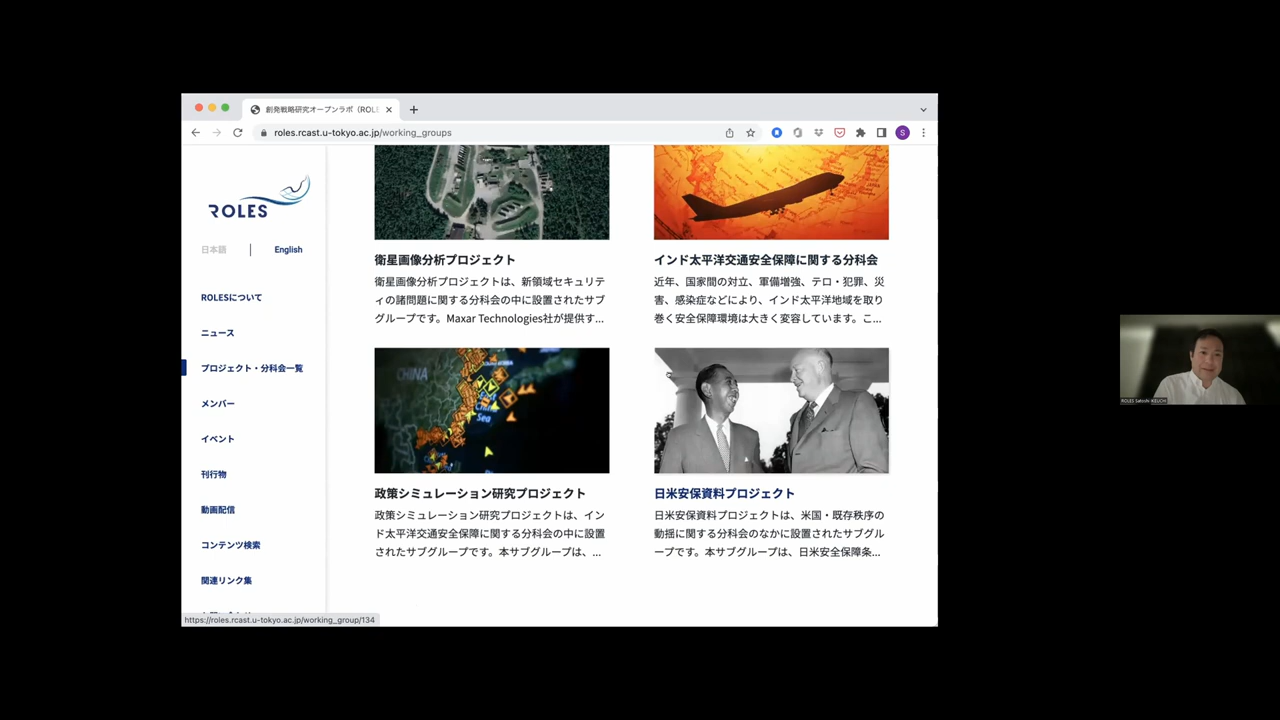 創発戦略研究オープンラボ（ROL
roles.rcast.u-tokyo.ac.jp/working_groups
S
ROLES
日本語 | English
ROLESについて
ニュース
プロジェクト・分科会一覧
メンバー
イベント
刊行物
動画配信
コンテンツ検索
関連リンク集
衛星画像分析プロジェクト
衛星画像分析プロジェクトは、新領域セキュリテ
ィの諸問題に関する分科会の中に設置されたサブ
グループです。Maxar Technologies社が提供す...
インド太平洋交通安全保障に関する分科会
近年、国家間の対立、軍備増強、テロ・犯罪、災
害、感染症などにより、インド太平洋地域を取り
巻く安全保障環境は大きく変容しています。こ...
CHINA
East
China
Sea
政策シミュレーション研究プロジェクト
政策シミュレーション研究プロジェクトは、イン
ド太平洋交通安全保障に関する分科会の中に設置
されたサブグループです。本サブグループは、...
日米安保資料プロジェクト
日米安保資料プロジェクトは、米国・既存秩序の
動揺に関する分科会のなかに設置されたサブグル
ープです。本サブグループは、日米安全保障条...
https://roles.rcast.u-tokyo.ac.jp/working_group/134
ROLES Satoshi IKEUCHI